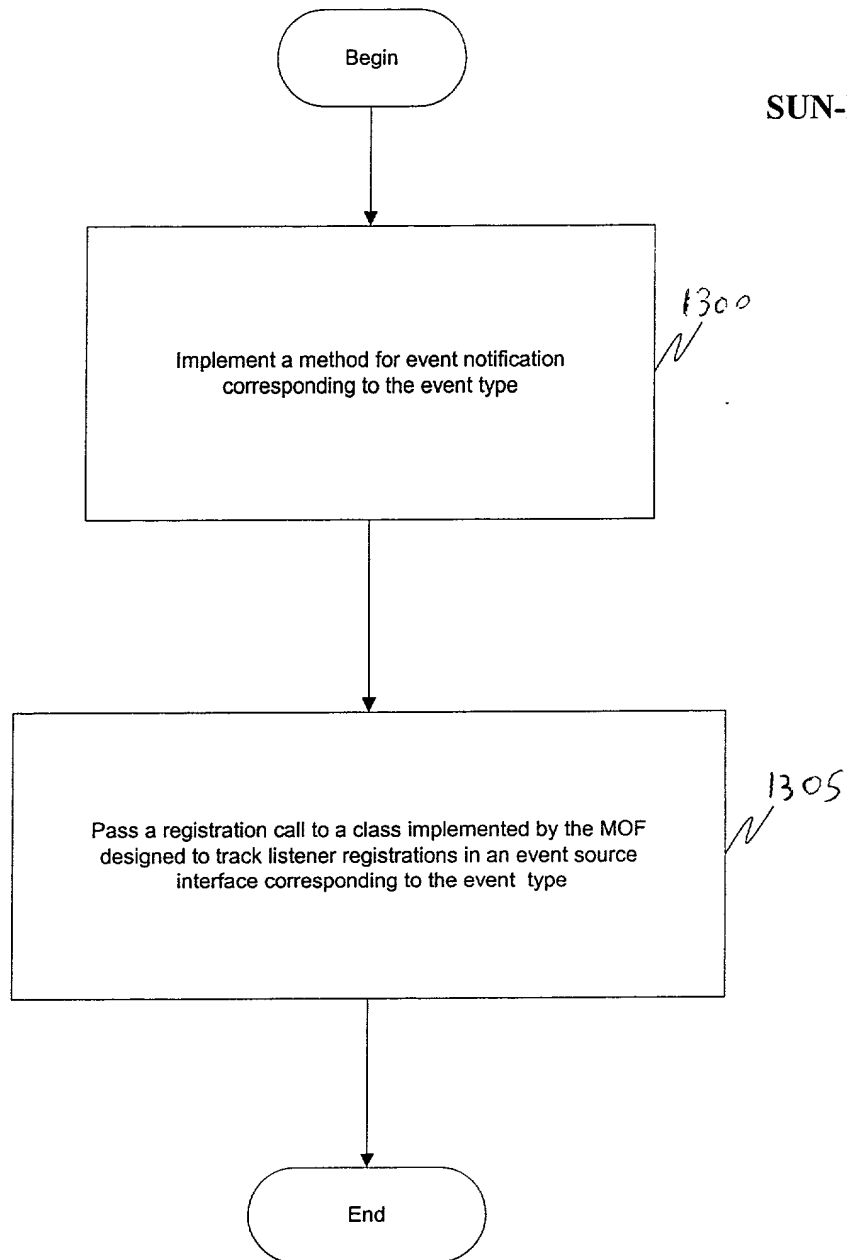 Begin
SUN-
1300
Implement a method for event notification
corresponding to the event type
1305
Pass a registration call to a class implemented by the MOF
designed to track listener registrations in an event source
interface corresponding to the event type
End